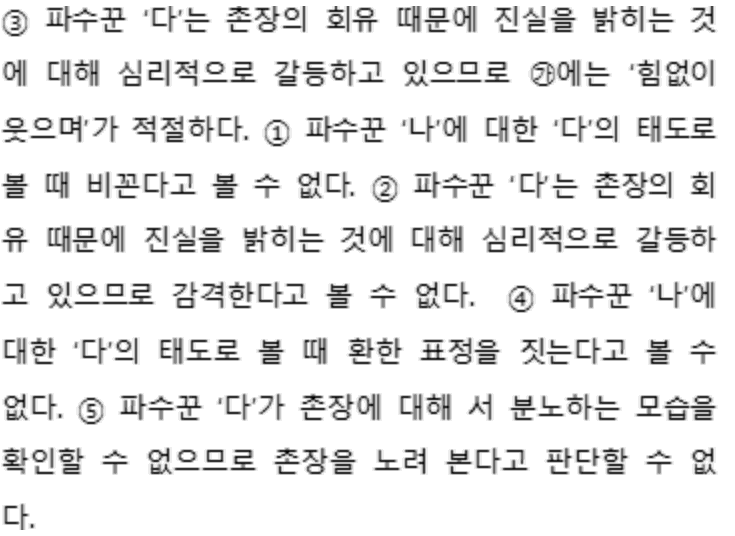 ③ 파수꾼 ‘다’는 촌장의 회유 때문에 진실을 밝히는 것
에 대해 심리적으로 갈등하고 있으므로 ㉮에는 ‘힘없이
웃으며’가 적절하다. ① 파수꾼 ‘나’에 대한 ‘다’의 태도로
볼 때 비꼰다고 볼 수 없다. ② 파수꾼 ‘다’는 촌장의 회
유 때문에 진실을 밝히는 것에 대해 심리적으로 갈등하
고 있으므로 감격한다고 볼 수 없다. ④ 파수꾼 ‘나’에
대한 ‘다’의 태도로 볼 때 환한 표정을 짓는다고 볼 수
없다. ⑤ 파수꾼 ‘다’가 촌장에 대해 서 분노하는 모습을
확인할 수 없으므로 촌장을 노려 본다고 판단할 수 없
다.